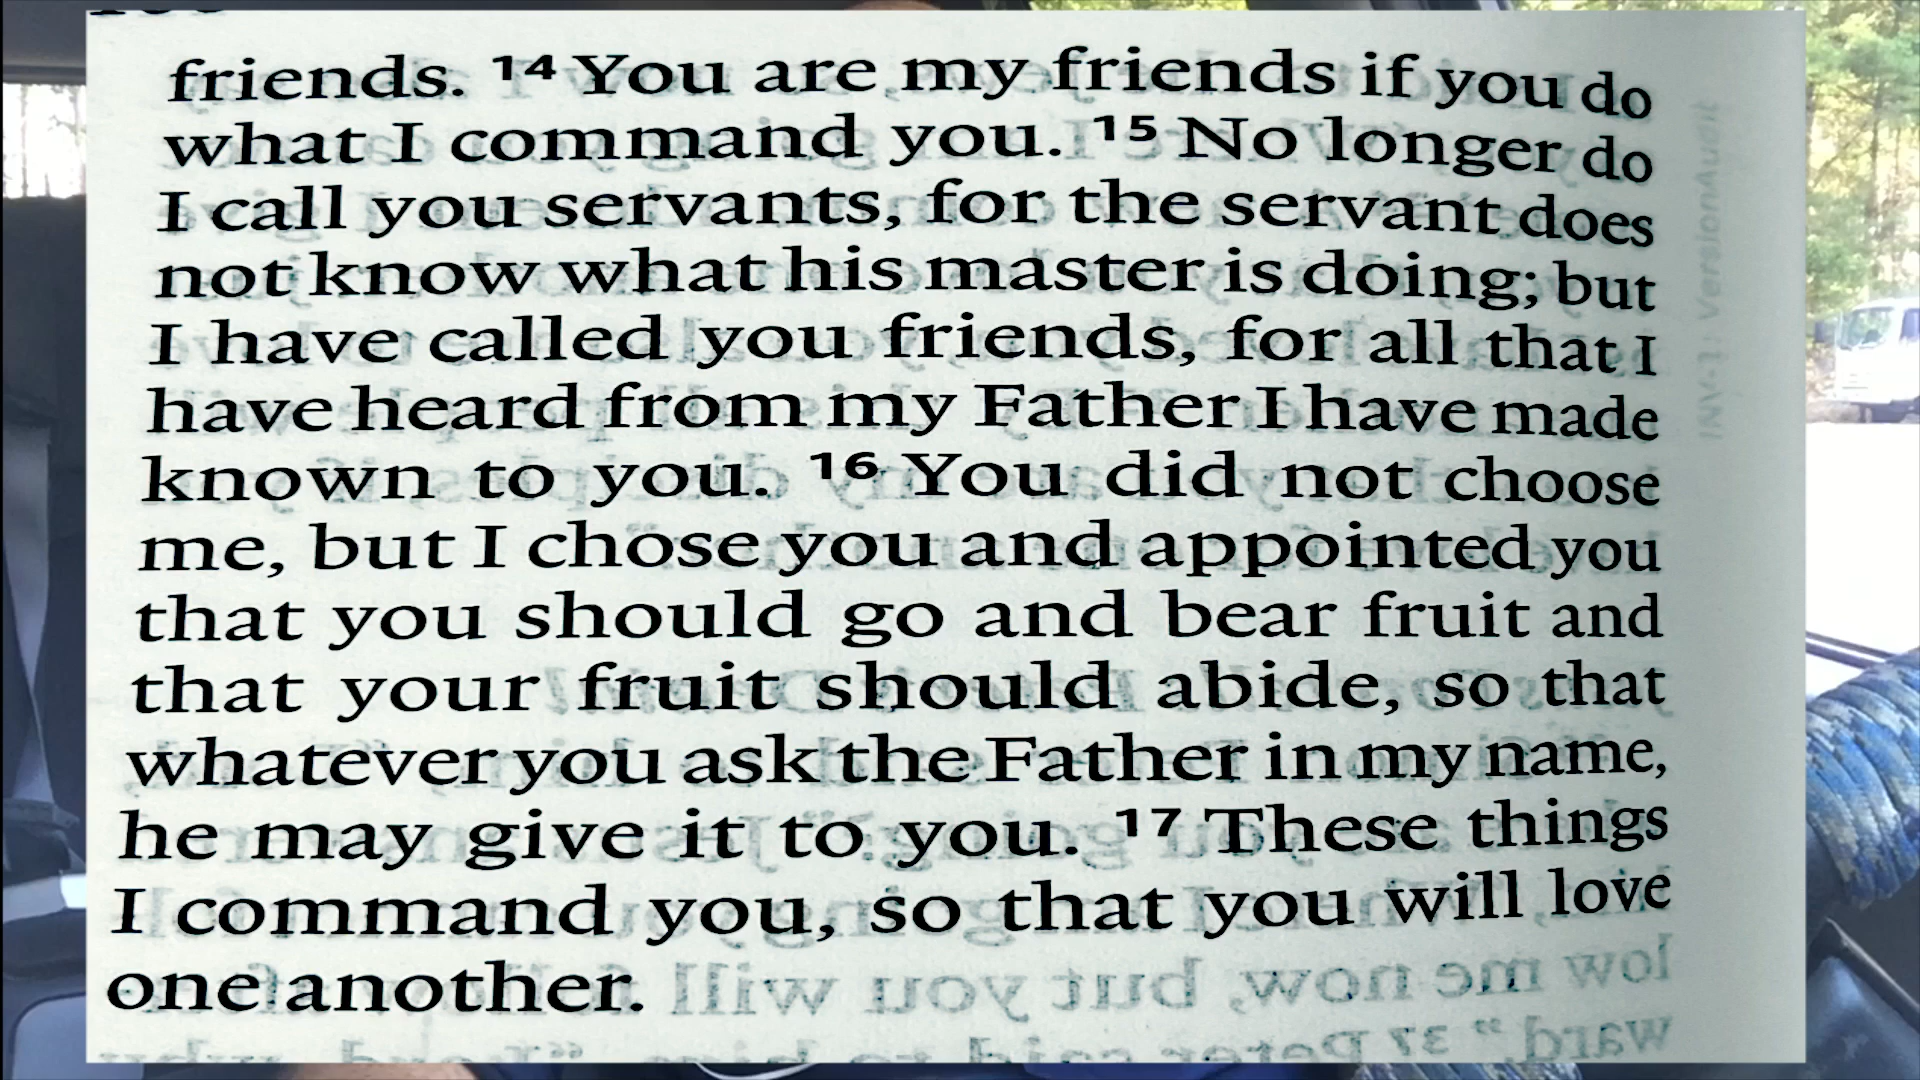 friends. 14 You are my friends if you do
what I command you. 15 No longer do
I call you servants, for the servant does
not know what his master is doing; but
I have called you friends, for all that I
have heard from my Father I have made
known to you. 16 You did not choose
me, but I chose you and appointed you
that you should go and bear fruit and
that your fruit should abide, so that
whatever you ask the Father in my name,
he may give it to you. 17 These things
I command you, so that you will love
one another.
INV-1: VersionAudit